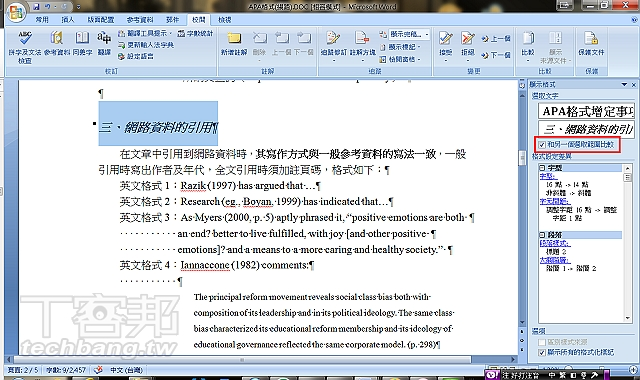 APA格式(增修).DOC [相容模式] - Microsoft Word
常用 插入 版面配置 參考資料 郵件 校閱 檢視
拼字及文法檢查 參考資料 同義字 翻譯
翻譯工具提示
更新輸入法字典
設定語言
字數統計
新增註解 刪除 上一個 下一個
追蹤修訂 註解方塊
顯示完稿
顯示標記
檢閱窗格
接受 拒絕 上一個 下一個
比較 顯示來源文件 保護文件
校訂 註解 追蹤 變更 比較 保護
三、網路資料的引用
在文章中引用到網路資料時,其寫作方式與一般參考資料的寫法一致,一般
引用時寫出作者及年代,全文引用時須加註頁碼,格式如下:
英文格式 1:Razik (1997) has argued that …
英文格式 2:Research (eg., Boyan, 1999) has indicated that…
英文格式 3:As Myers (2000, p. 5) aptly phrased it, “positive emotions are both
an end? better to live fulfilled, with joy [and other positive
emotions]? and a means to a more caring and healthy society.”
英文格式 4:Iannaccone (1982) comments:
The principal reform movement reveals social class bias both with
composition of its leadership and in its political ideology. The same class
bias characterized its educational reform membership and its ideology of
educational governance reflected the same corporate model. (p. 298)
顯示格式
選取文字
APA格式增定事項
三、網路資料的引用
和另一個選取範圍比較
格式設定差異
字型
字型:
16 點 -> 14 點
非斜體 -> 斜體
字元間距:
調整字距 16 點 -> 調整字距 1 點
段落
段落樣式:
標題 2
大綱階層:
階層 1 -> 階層 2
選項
區別樣式來源
顯示所有的格式化標記
T客邦
techbang.tw
頁面: 2 / 5 字數: 9/2,457 中文 (台灣)